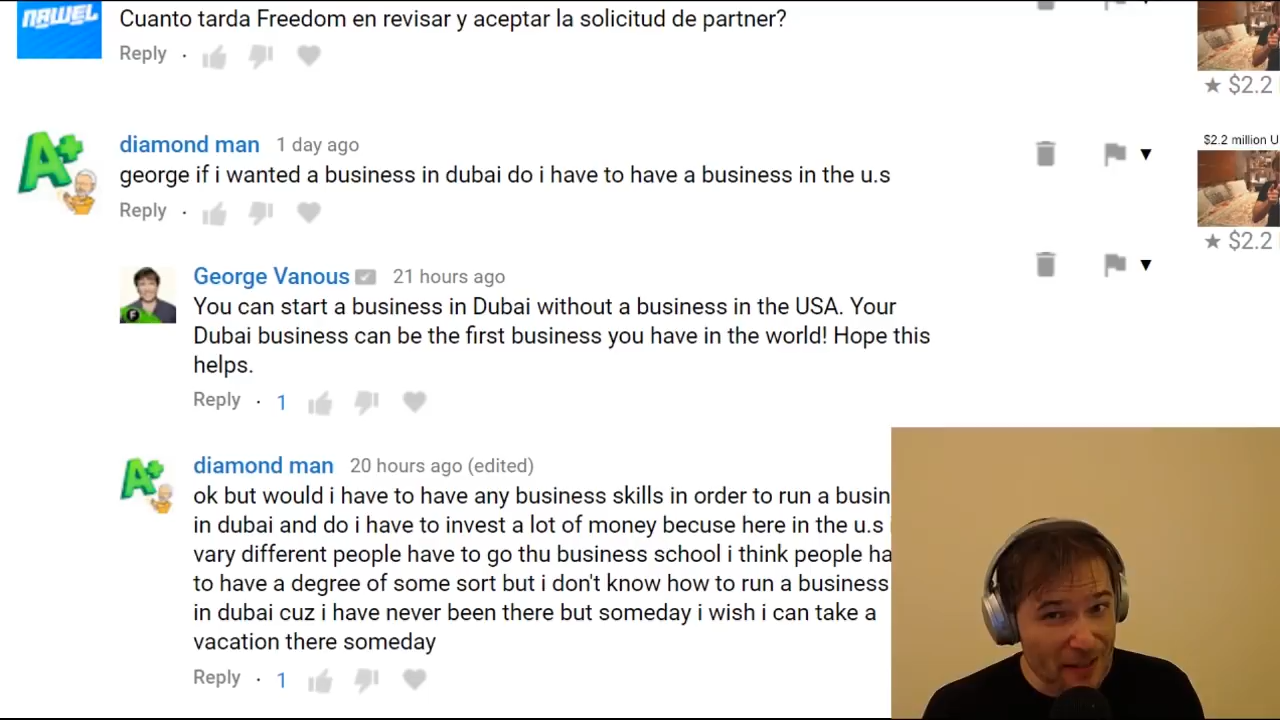 NAWEL
Cuanto tarda Freedom en revisar y aceptar la solicitud de partner?
Reply
★ $2.2
diamond man 1 day ago
george if i wanted a business in dubai do i have to have a business in the u.s
Reply
$2.2 million U
★ $2.2
George Vanous 21 hours ago
You can start a business in Dubai without a business in the USA. Your
Dubai business can be the first business you have in the world! Hope this
helps.
Reply · 1
diamond man 20 hours ago (edited)
ok but would i have to have any business skills in order to run a busin
in dubai and do i have to invest a lot of money becuse here in the u.s
vary different people have to go thu business school i think people ha
to have a degree of some sort but i don't know how to run a business
in dubai cuz i have never been there but someday i wish i can take a
vacation there someday
Reply · 1
A+
A+
F